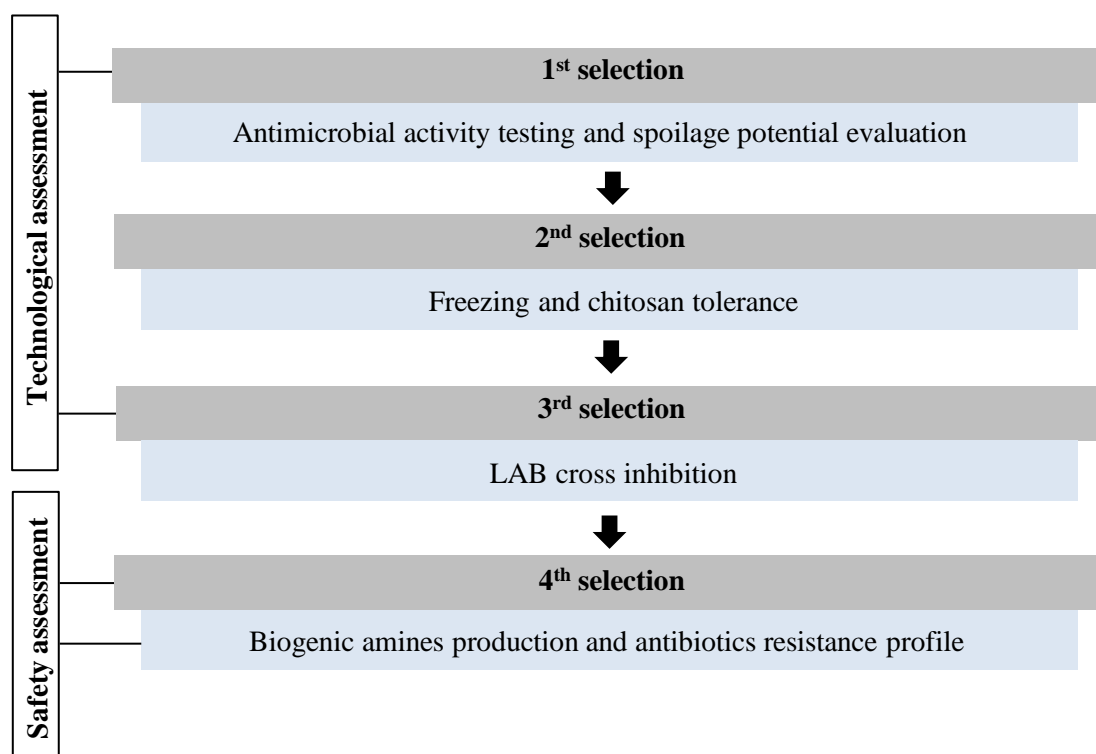 Technological assessment
1st selection
Antimicrobial activity testing and spoilage potential evaluation
2nd selection
Freezing and chitosan tolerance
3rd selection
LAB cross inhibition
Safety assessment
4th selection
Biogenic amines production and antibiotics resistance profile